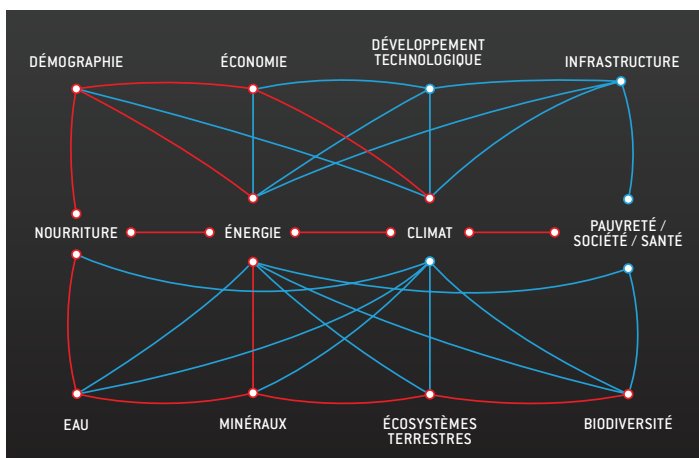 DÉMOGRAPHIE
ÉCONOMIE
DÉVELOPPEMENT
TECHNOLOGIQUE
INFRASTRUCTURE
NOURRITURE
ÉNERGIE
CLIMAT
PAUVRETÉ /
SOCIÉTÉ / SANTÉ
EAU
MINÉRAUX
ÉCOSYSTÈMES
TERRESTRES
BIODIVERSITÉ